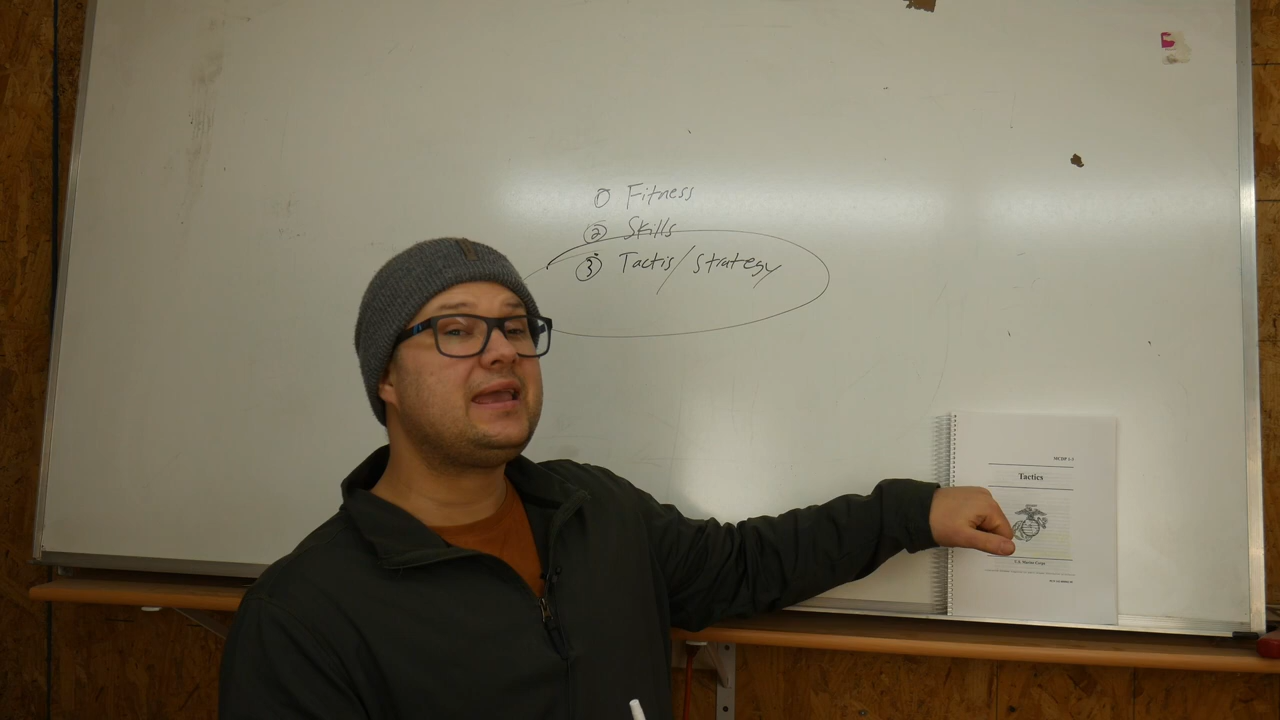 ① Fitness
② Skills
③ Tactis/Strategy
MCDP 1-3
Tactics
U.S. Marine Corps